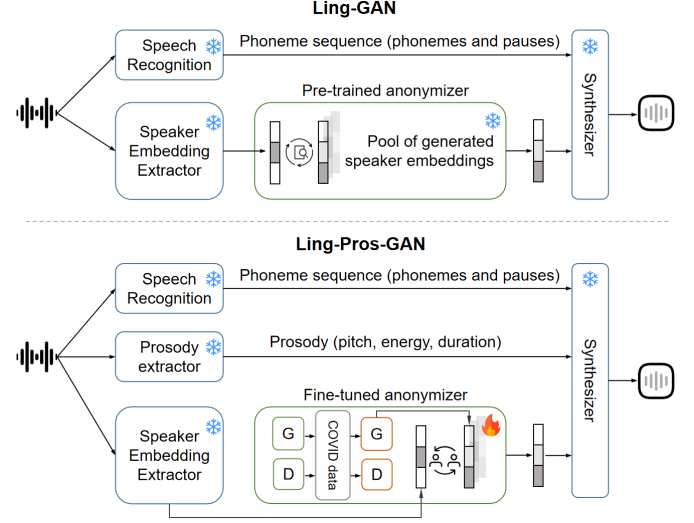 Ling-GAN
Speech
Recognition
Phoneme sequence (phonemes and pauses)
Pre-trained anonymizer
Speaker
Embedding
Extractor
Pool of generated
speaker embeddings
Synthesizer
Ling-Pros-GAN
Speech
Recognition
Phoneme sequence (phonemes and pauses)
Prosody
extractor
Prosody (pitch, energy, duration)
Fine-tuned anonymizer
Speaker
Embedding
Extractor
G
D
COVID data
G
D
Synthesizer